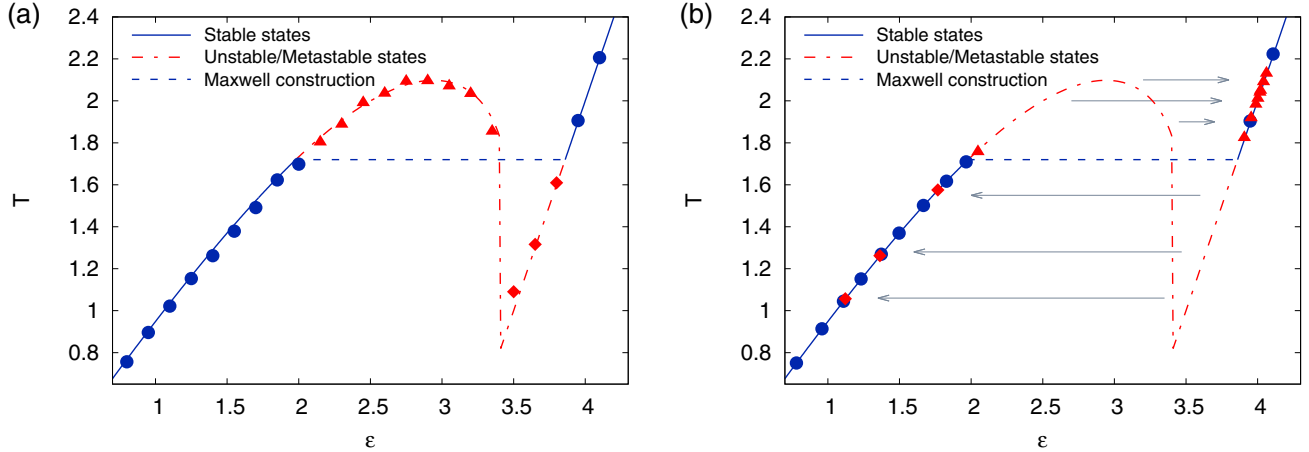 (a)
2.4
2.2
2
1.8
1.6
1.4
1.2
1
0.8
T
Stable states
Unstable/Metastable states
Maxwell construction
1 1.5 2 2.5 3 3.5 4
ε
(b)
2.4
2.2
2
1.8
1.6
1.4
1.2
1
0.8
T
Stable states
Unstable/Metastable states
Maxwell construction
1 1.5 2 2.5 3 3.5 4
ε